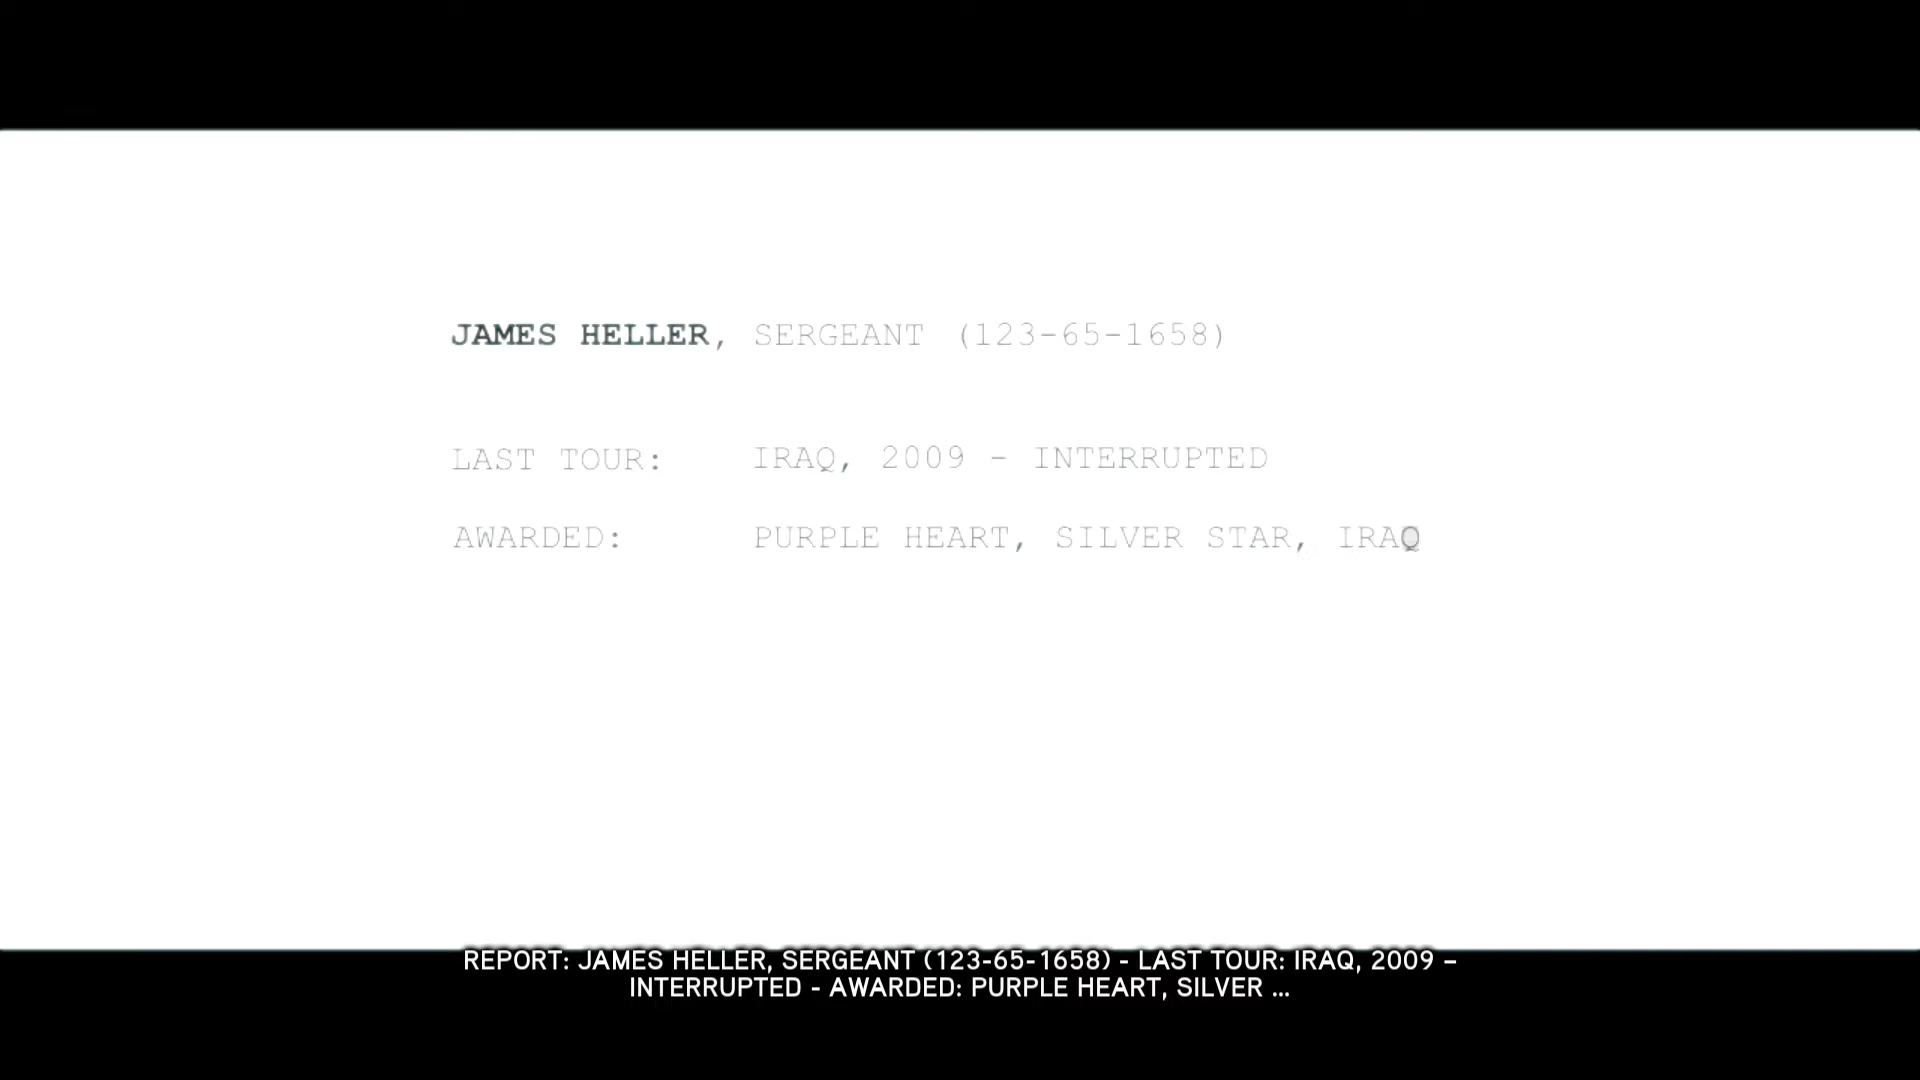 JAMES HELLER, SERGEANT (123-65-1658)
LAST TOUR: IRAQ, 2009 - INTERRUPTED
AWARDED: PURPLE HEART, SILVER STAR, IRAQ
REPORT: JAMES HELLER, SERGEANT (123-65-1658) - LAST TOUR: IRAQ, 2009 –
INTERRUPTED - AWARDED: PURPLE HEART, SILVER ...